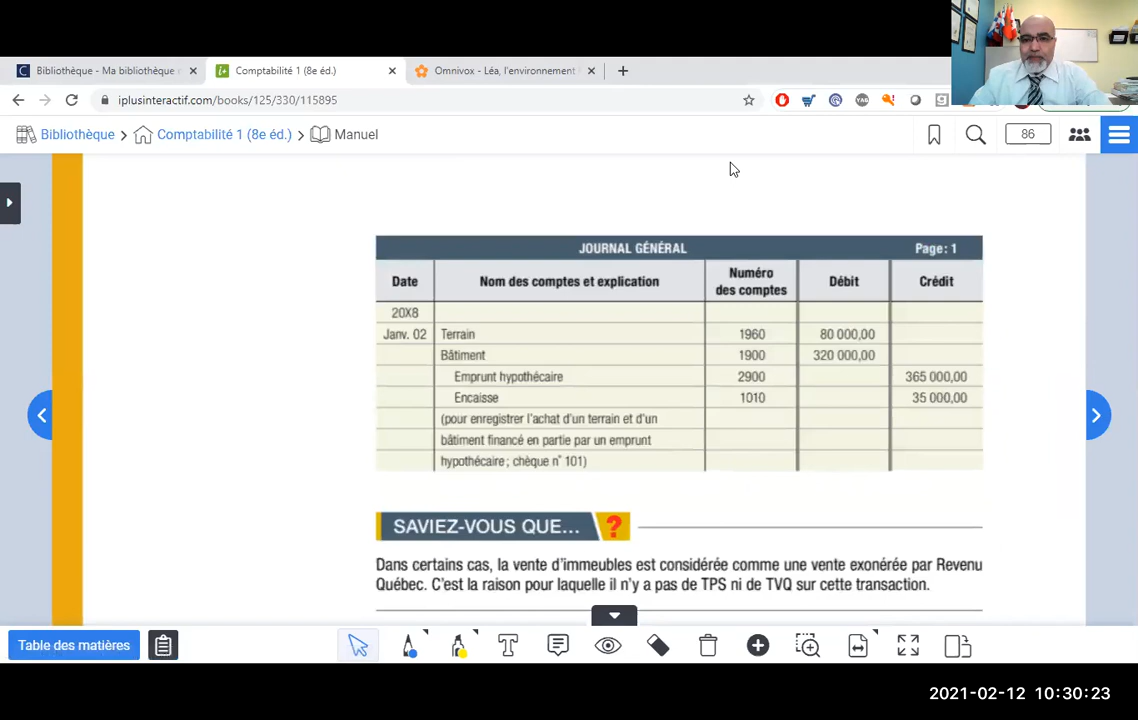 Bibliothèque - Ma bibliothèque
Comptabilité 1 (8e éd.)
Omnivox - Léa, l'environnement
iplusinteractif.com/books/125/330/115895
Bibliothèque > Comptabilité 1 (8e éd.) > Manuel
86
JOURNAL GÉNÉRAL Page: 1
Date Nom des comptes et explication Numéro des comptes Débit Crédit
20X8
Janv. 02 Terrain 1960 80 000,00
Bâtiment 1900 320 000,00
Emprunt hypothécaire 2900 365 000,00
Encaisse 1010 35 000,00
(pour enregistrer l'achat d'un terrain et d'un
bâtiment financé en partie par un emprunt
hypothécaire ; chèque n° 101)
SAVIEZ-VOUS QUE... ?
Dans certains cas, la vente d'immeubles est considérée comme une vente exonérée par Revenu
Québec. C'est la raison pour laquelle il n'y a pas de TPS ni de TVQ sur cette transaction.
Table des matières
2021-02-12 10:30:23